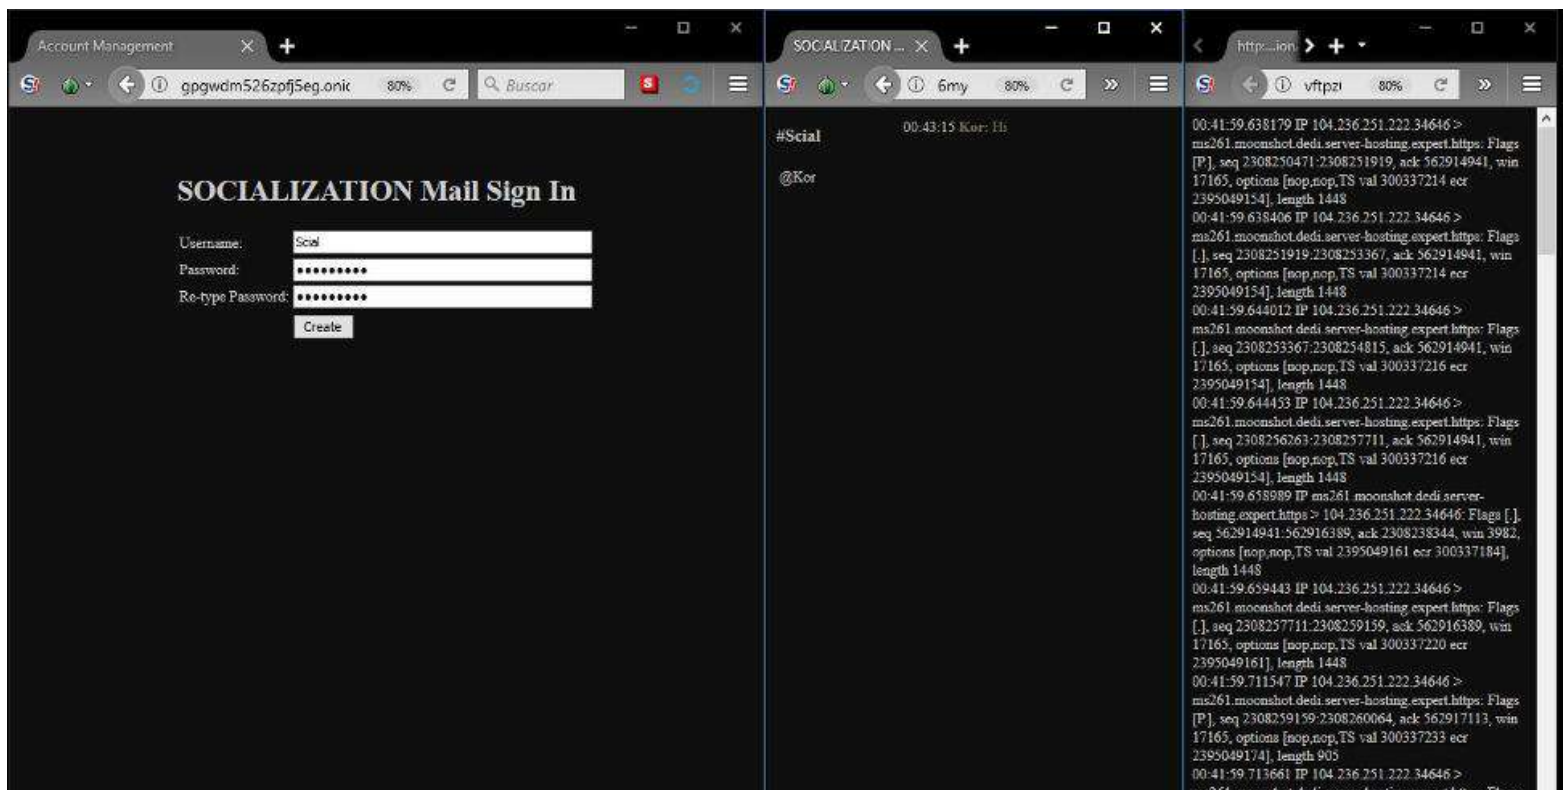 Account Management
gpgwdm526zpfj5eg.onic
80%
Buscar
SOCIALIZATION Mail Sign In
Username:
Scial
Password:
Re-type Password:
Create
SOCIALIZATION ...
6my
80%
#Scial
@Kor
00:43:15 Kor: Hi
http:...ion.
vftpzi
80%
00:41:59.638179 IP 104.236.251.222.34646 >
ms261.moonshot.dedi.server-hosting.expert.https: Flags
[P.], seq 2308250471:2308251919, ack 562914941, win
17165, options [nop,nop,TS val 300337214 ecr
2395049154], length 1448
00:41:59.638406 IP 104.236.251.222.34646 >
ms261.moonshot.dedi.server-hosting.expert.https: Flags
[.], seq 2308251919:2308253367, ack 562914941, win
17165, options [nop,nop,TS val 300337214 ecr
2395049154], length 1448
00:41:59.644012 IP 104.236.251.222.34646 >
ms261.moonshot.dedi.server-hosting.expert.https: Flags
[.], seq 2308253367:2308254815, ack 562914941, win
17165, options [nop,nop,TS val 300337216 ecr
2395049154], length 1448
00:41:59.644453 IP 104.236.251.222.34646 >
ms261.moonshot.dedi.server-hosting.expert.https: Flags
[.], seq 2308256263:2308257711, ack 562914941, win
17165, options [nop,nop,TS val 300337216 ecr
2395049154], length 1448
00:41:59.658989 IP ms261.moonshot.dedi.server-
hosting.expert.https > 104.236.251.222.34646: Flags [.],
seq 562914941:562916389, ack 2308238344, win 3982,
options [nop,nop,TS val 2395049161 ecr 300337184],
length 1448
00:41:59.659443 IP 104.236.251.222.34646 >
ms261.moonshot.dedi.server-hosting.expert.https: Flags
[.], seq 2308257711:2308259159, ack 562916389, win
17165, options [nop,nop,TS val 300337220 ecr
2395049161], length 1448
00:41:59.711547 IP 104.236.251.222.34646 >
ms261.moonshot.dedi.server-hosting.expert.https: Flags
[P.], seq 2308259159:2308260064, ack 562917113, win
17165, options [nop,nop,TS val 300337233 ecr
2395049174], length 905
00:41:59.713661 IP 104.236.251.222.34646 >